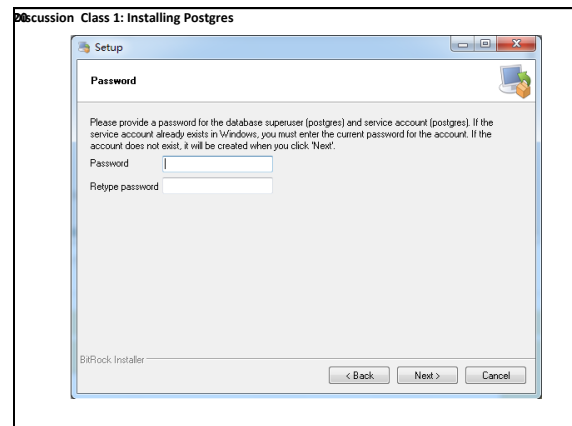 Discussion Class 1: Installing Postgres
20
Setup
Password
Please provide a password for the database superuser (postgres) and service account (postgres). If the
service account already exists in Windows, you must enter the current password for the account. If the
account does not exist, it will be created when you click 'Next'.
Password
Retype password
BitRock Installer
< Back Next > Cancel